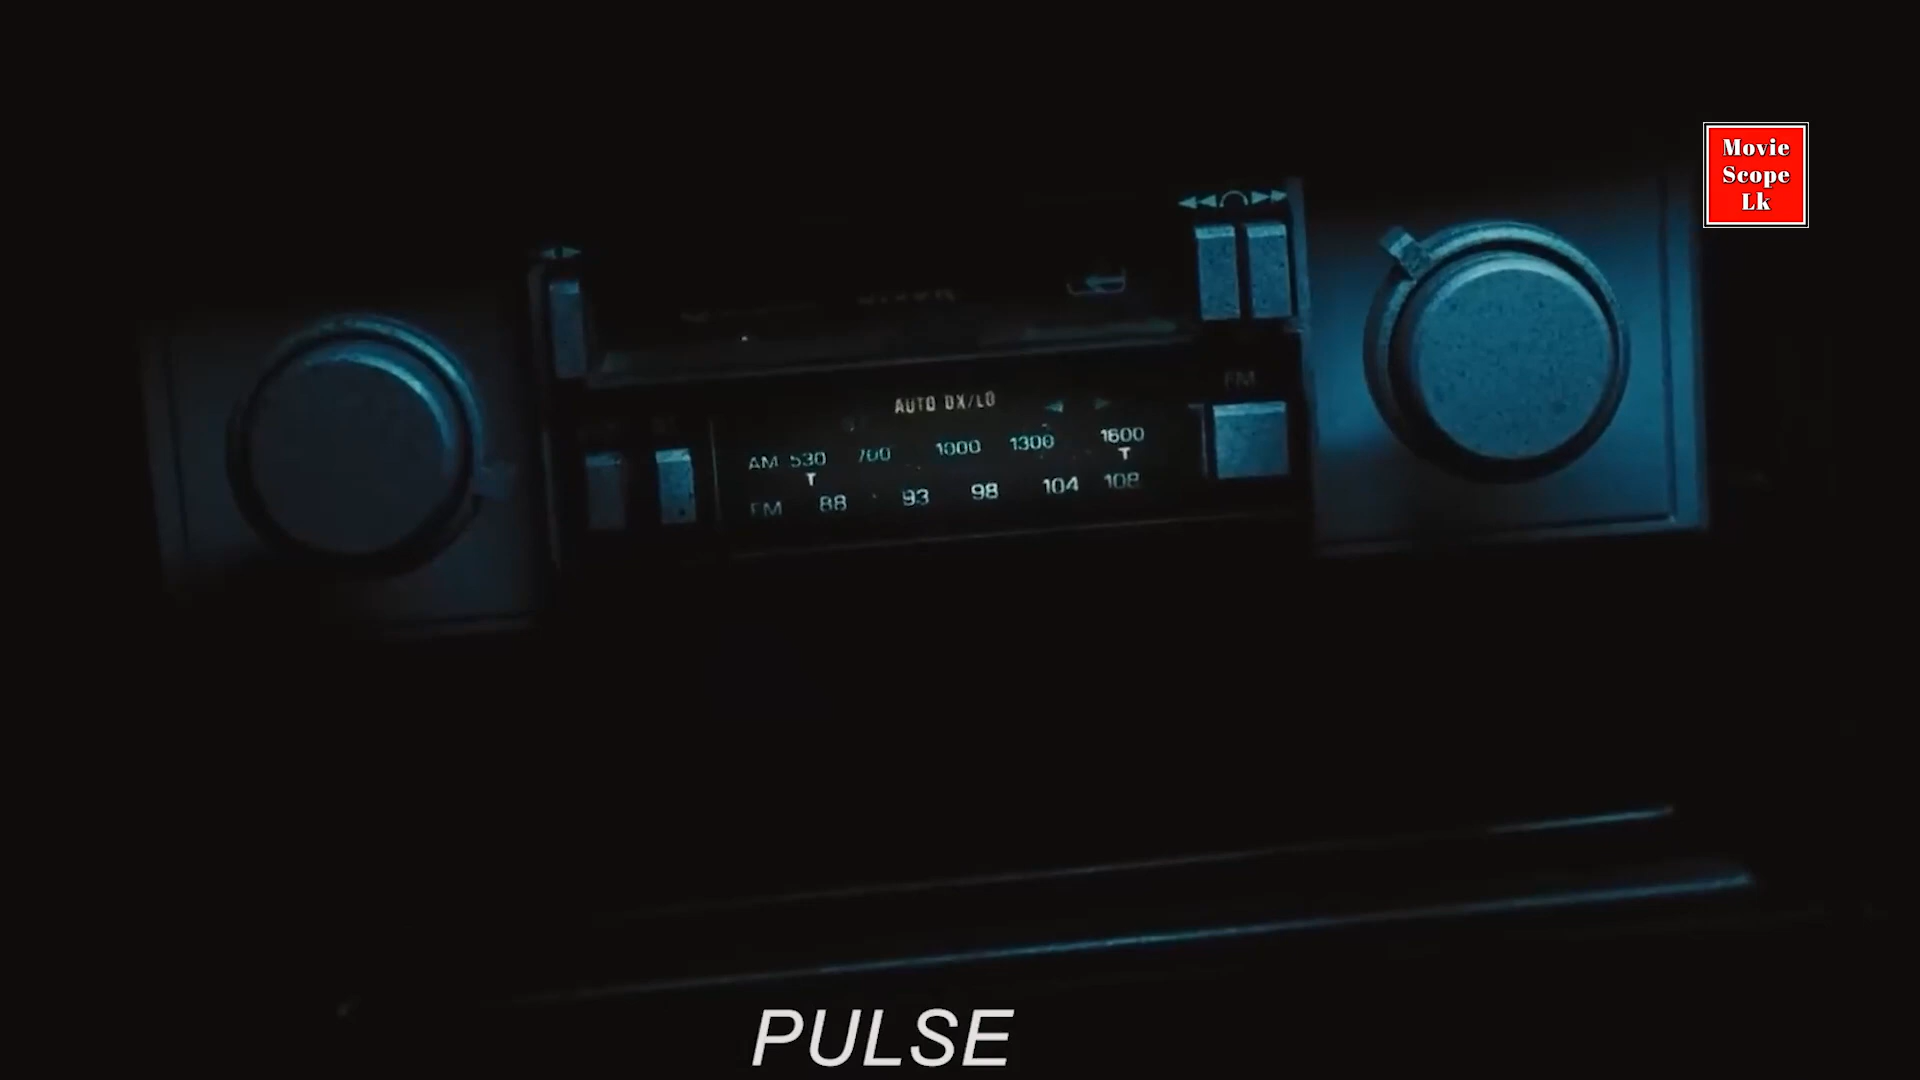 Movie
Scope
Lk
AUTO DX/LO
FM
AM 530 700 1000 1300 1600
T T
FM 88 93 98 104 108
PULSE